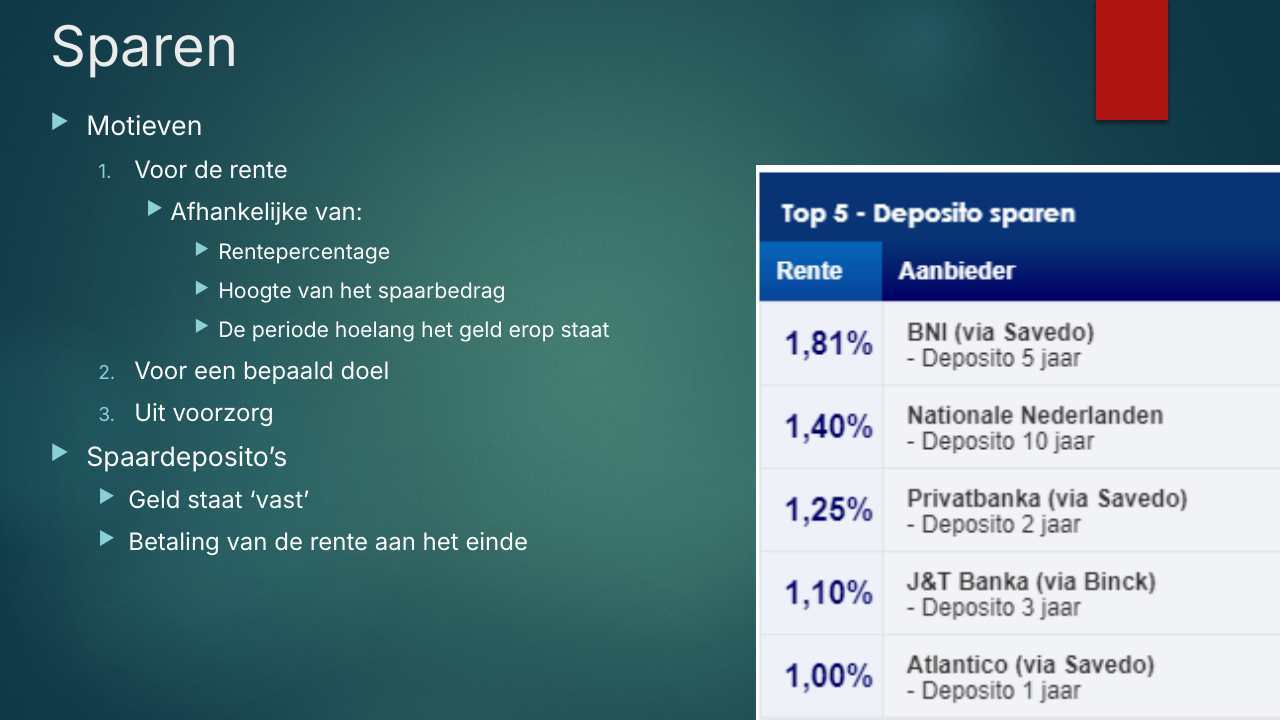 Sparen
Motieven
1. Voor de rente
Afhankelijke van:
Rentepercentage
Hoogte van het spaarbedrag
De periode hoelang het geld erop staat
2. Voor een bepaald doel
3. Uit voorzorg
Spaardeposito’s
Geld staat ‘vast’
Betaling van de rente aan het einde
Top 5 - Deposito sparen
Rente Aanbieder
1,81% BNI (via Savedo)
- Deposito 5 jaar
1,40% Nationale Nederlanden
- Deposito 10 jaar
1,25% Privatbanka (via Savedo)
- Deposito 2 jaar
1,10% J&T Banka (via Binck)
- Deposito 3 jaar
1,00% Atlantico (via Savedo)
- Deposito 1 jaar